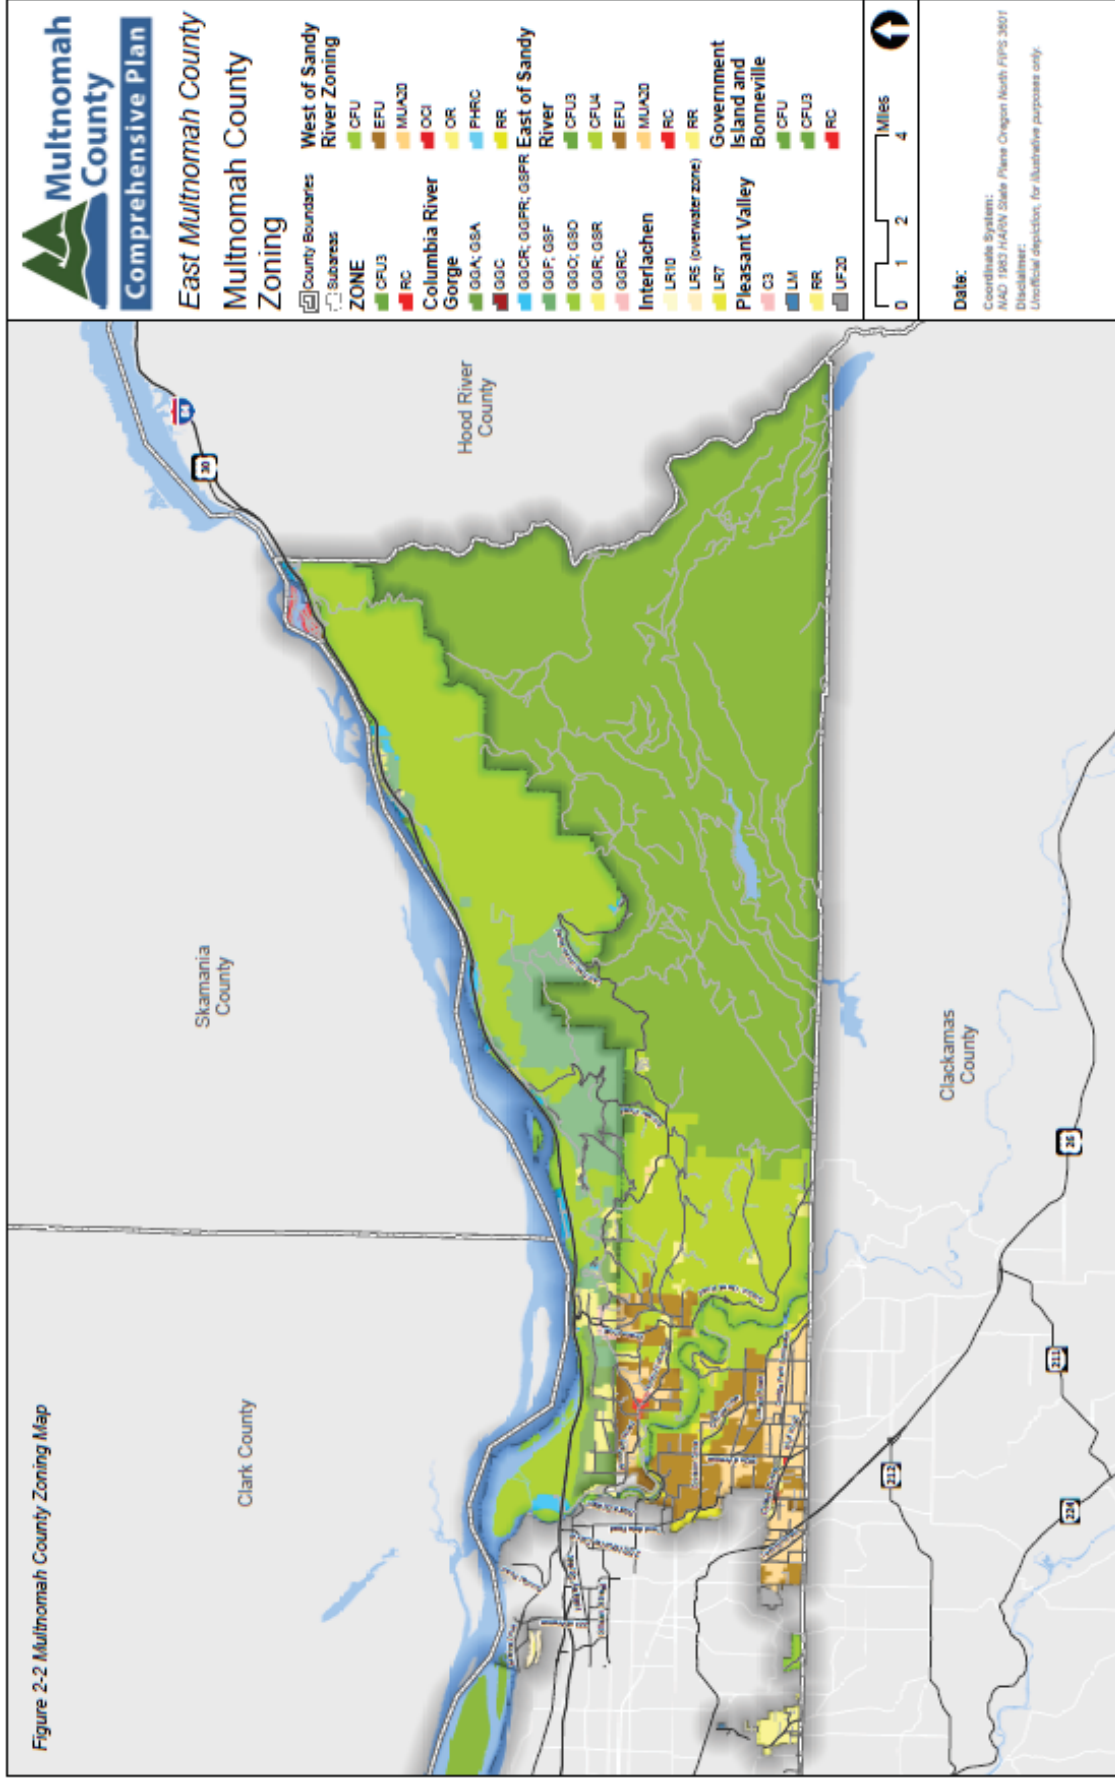 Figure 2-2 Multnomah County Zoning Map
Clark County
Skamania
County
Hood River
County
Clackamas
County
84
30
26
211
212
224
Multnomah
County
Comprehensive Plan
East Multnomah County
Multnomah County
Zoning
County Boundaries
Subareas
ZONE
CFU3
RC
Columbia River
Gorge
GGA; GSA
GGC
GGCR; GGPR; GSPR
GGF; GSF
GGO; GSO
GGR; GSR
GGRC
Interlachen
LR10
LR5 (overwater zone)
LR7
Pleasant Valley
C3
LM
RR
UF20
West of Sandy
River Zoning
CFU
EFU
MUA20
OCI
OR
PHRC
RR
East of Sandy
River
CFU3
CFU4
EFU
MUA20
RC
RR
Government
Island and
Bonneville
CFU
CFU3
RC
0 1 2 4
Miles
Date:
Coordinate System:
NAD 1983 HARN State Plane Oregon North FIPS 3601
Disclaimer:
Unofficial depiction, for illustrative purposes only.